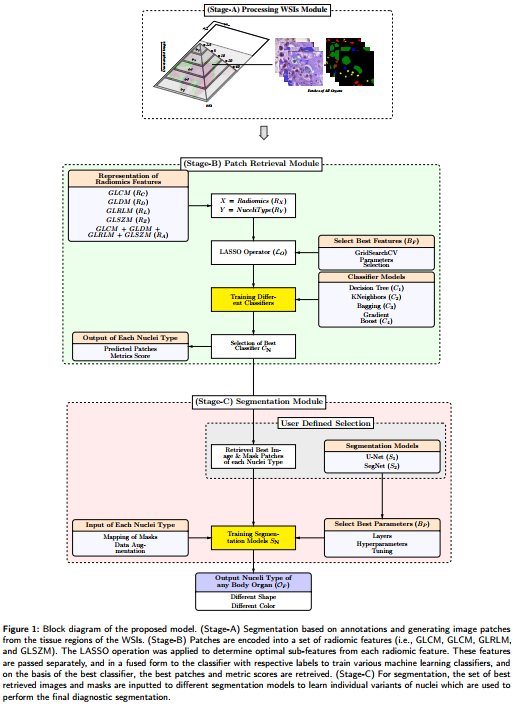 (Stage-A) Processing WSIs Module
Patches of All Organs
(Stage-B) Patch Retrieval Module
Representation of
Radiomics Features
GLCM (R_C)
GLDM (R_D)
GLRLM (R_L)
GLSZM (R_Z)
GLCM + GLDM +
GLRLM + GLSZM (R_A)
X = Radiomics (R_X)
Y = NuceliType(R_Y)
LASSO Operator (L_O)
Select Best Features (B_F)
GridSearchCV
Parameters
Selection
Classifier Models
Decision Tree (C_1)
KNeighbors (C_2)
Bagging (C_3)
Gradient
Boost (C_4)
Training Differ-
ent Classifiers
Output of Each Nuclei Type
Predicted Patches
Metrics Score
Selection of Best
Classifier C_N
(Stage-C) Segmentation Module
User Defined Selection
Retrieved Best Im-
age & Mask Patches
of each Nuclei Type
Segmentation Models
U-Net (S_1)
SegNet (S_2)
Input of Each Nuclei Type
Mapping of Masks
Data Aug-
mentation
Training Segmen-
tation Models S_N
Select Best Parameters (B_P)
Layers
Hyperparameters
Tuning
Output Nuceli Type of
any Body Organ (O_F)
Different Shape
Different Color
Figure 1: Block diagram of the proposed model. (Stage-A) Segmentation based on annotations and generating image patches
from the tissue regions of the WSIs. (Stage-B) Patches are encoded into a set of radiomic features (i.e., GLCM, GLCM, GLRLM,
and GLSZM). The LASSO operation was applied to determine optimal sub-features from each radiomic feature. These features
are passed separately, and in a fused form to the classifier with respective labels to train various machine learning classifiers, and
on the basis of the best classifier, the best patches and metric scores are retreived. (Stage-C) For segmentation, the set of best
retrieved images and masks are inputted to different segmentation models to learn individual variants of nuclei which are used to
perform the final diagnostic segmentation.